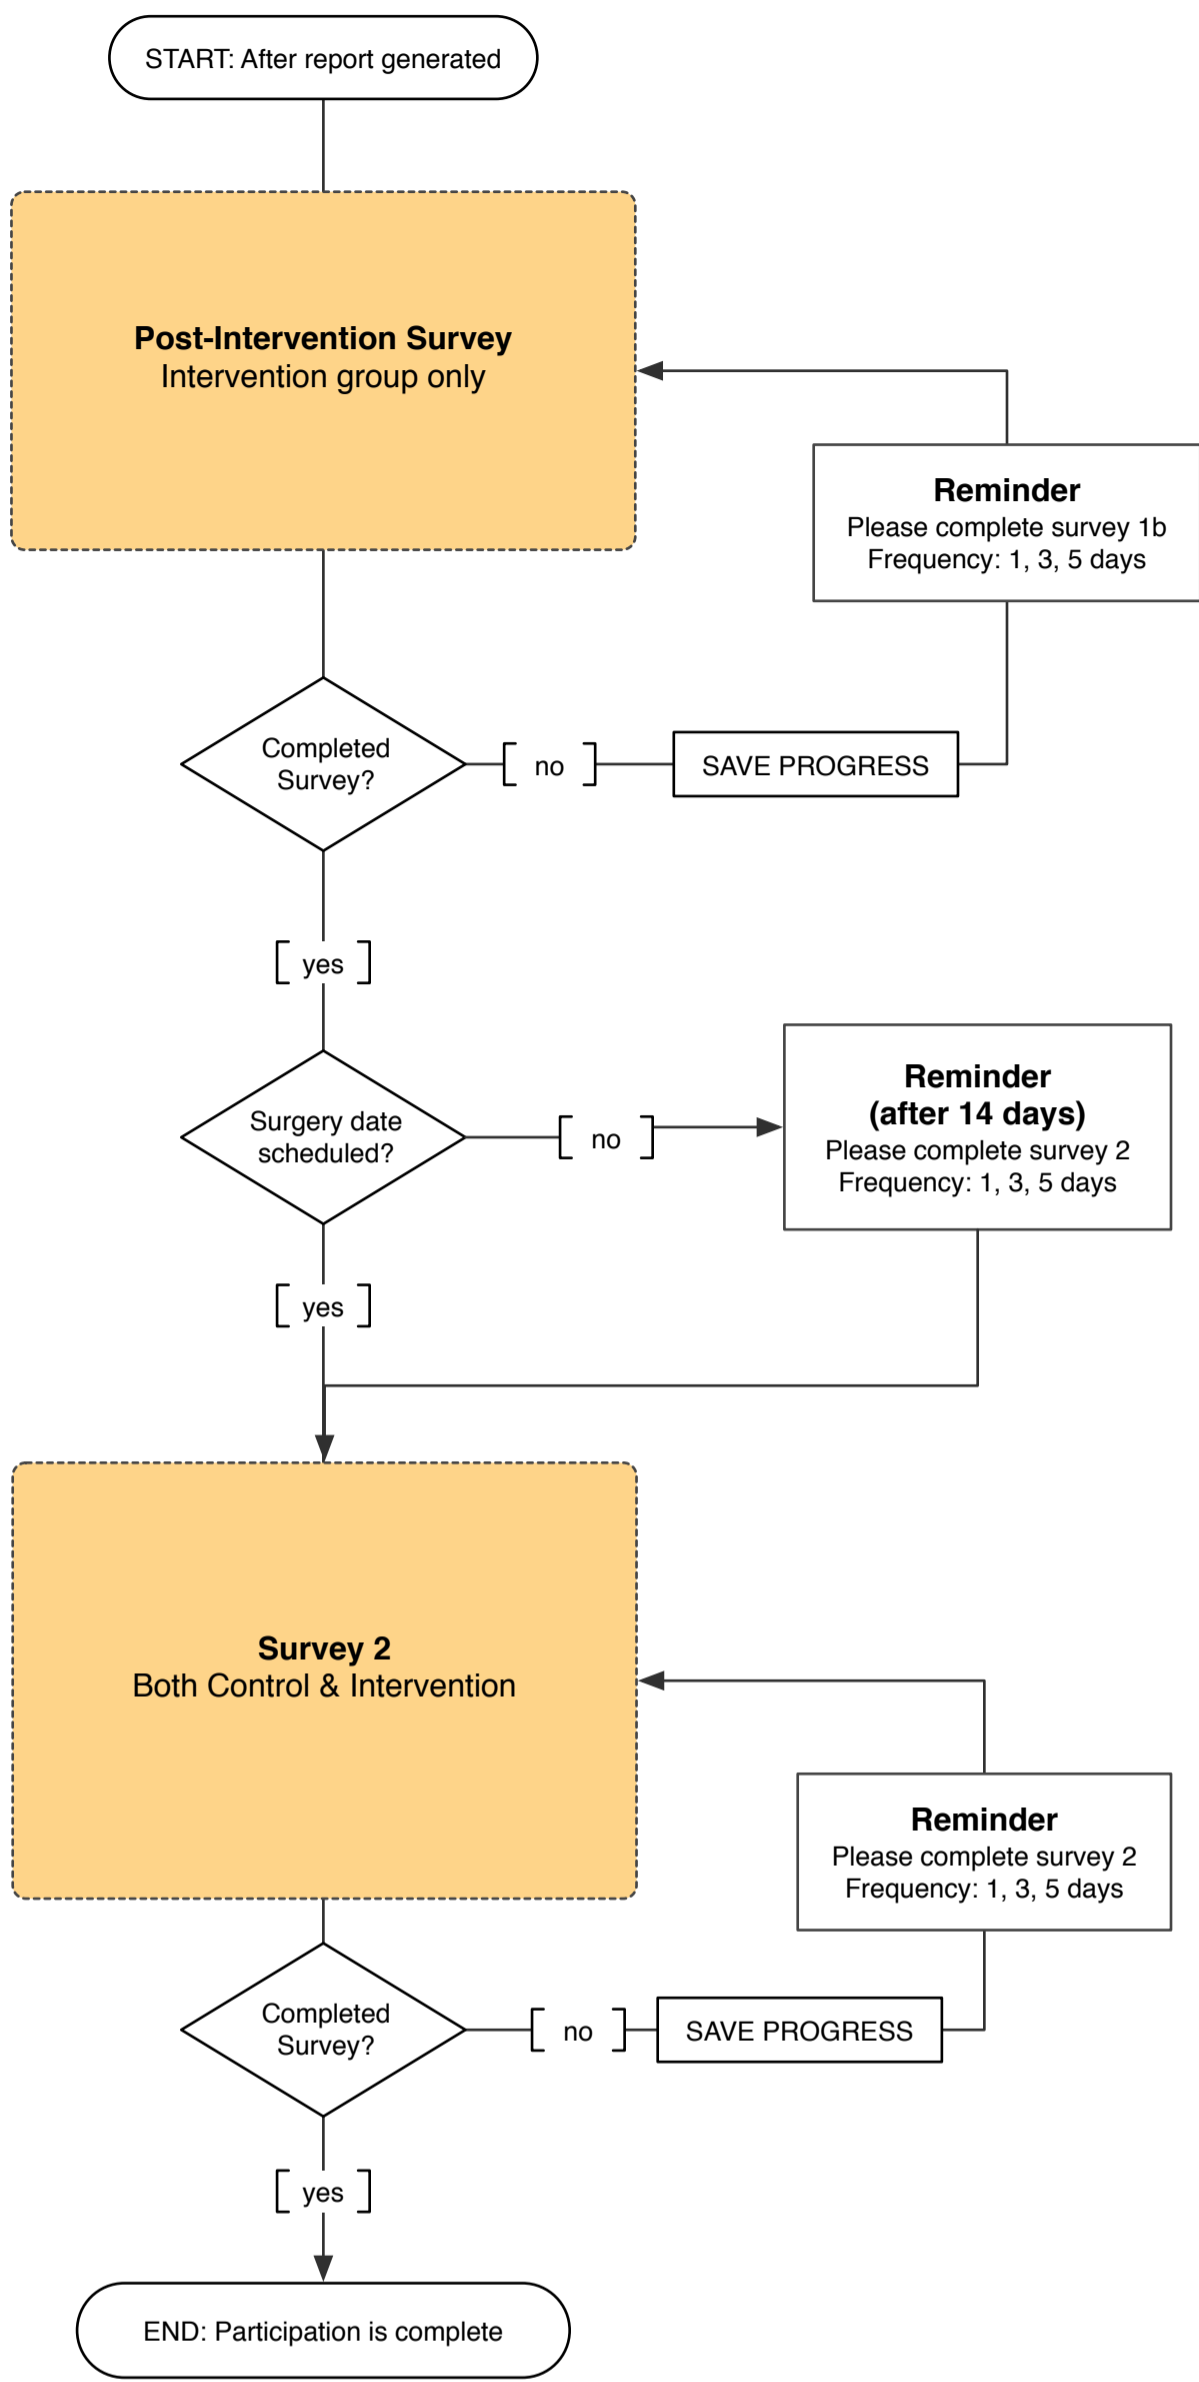 START: After report generated
Post-Intervention Survey
Intervention group only
Reminder
Please complete survey 1b
Frequency: 1, 3, 5 days
Completed
Survey?
[ no ]
SAVE PROGRESS
[ yes ]
Surgery date
scheduled?
[ no ]
Reminder
(after 14 days)
Please complete survey 2
Frequency: 1, 3, 5 days
[ yes ]
Survey 2
Both Control & Intervention
Reminder
Please complete survey 2
Frequency: 1, 3, 5 days
Completed
Survey?
[ no ]
SAVE PROGRESS
[ yes ]
END: Participation is complete